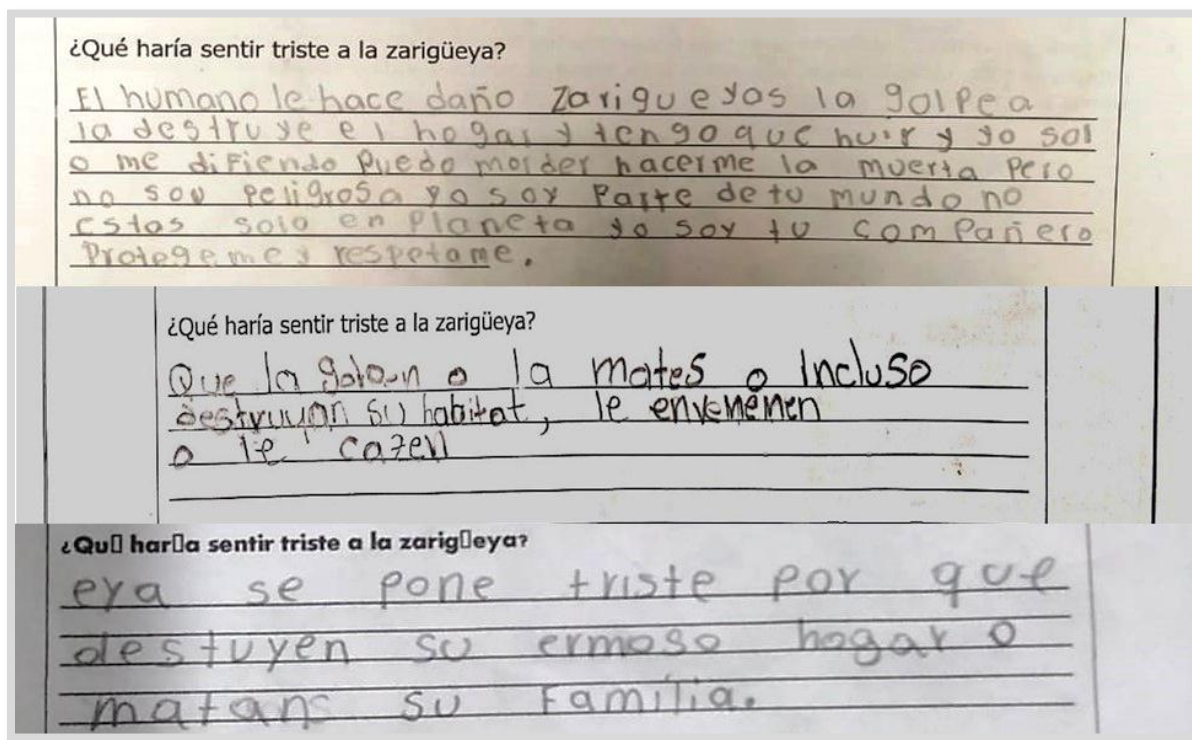 ¿Qué haría sentir triste a la zarigüeya?
El humano le hace daño zarigueyas la golpea
la destruye el hogar y tengo que huir y yo sol
o me difiendo Puedo morder hacerme la muerta Pero
no soy peligrosa yo soy Parte de tu mundo no
estas solo en Planeta yo soy tu compañero
Protegeme y respetame.
¿Qué haría sentir triste a la zarigüeya?
Que la golpen o la mates o Incluso
destruyan su habitat, le envenenen
o le cazen
¿Qu▯ har▯a sentir triste a la zarig▯eya?
eya se pone triste por que
destuyen su ermoso hogar o
matans su Familia.